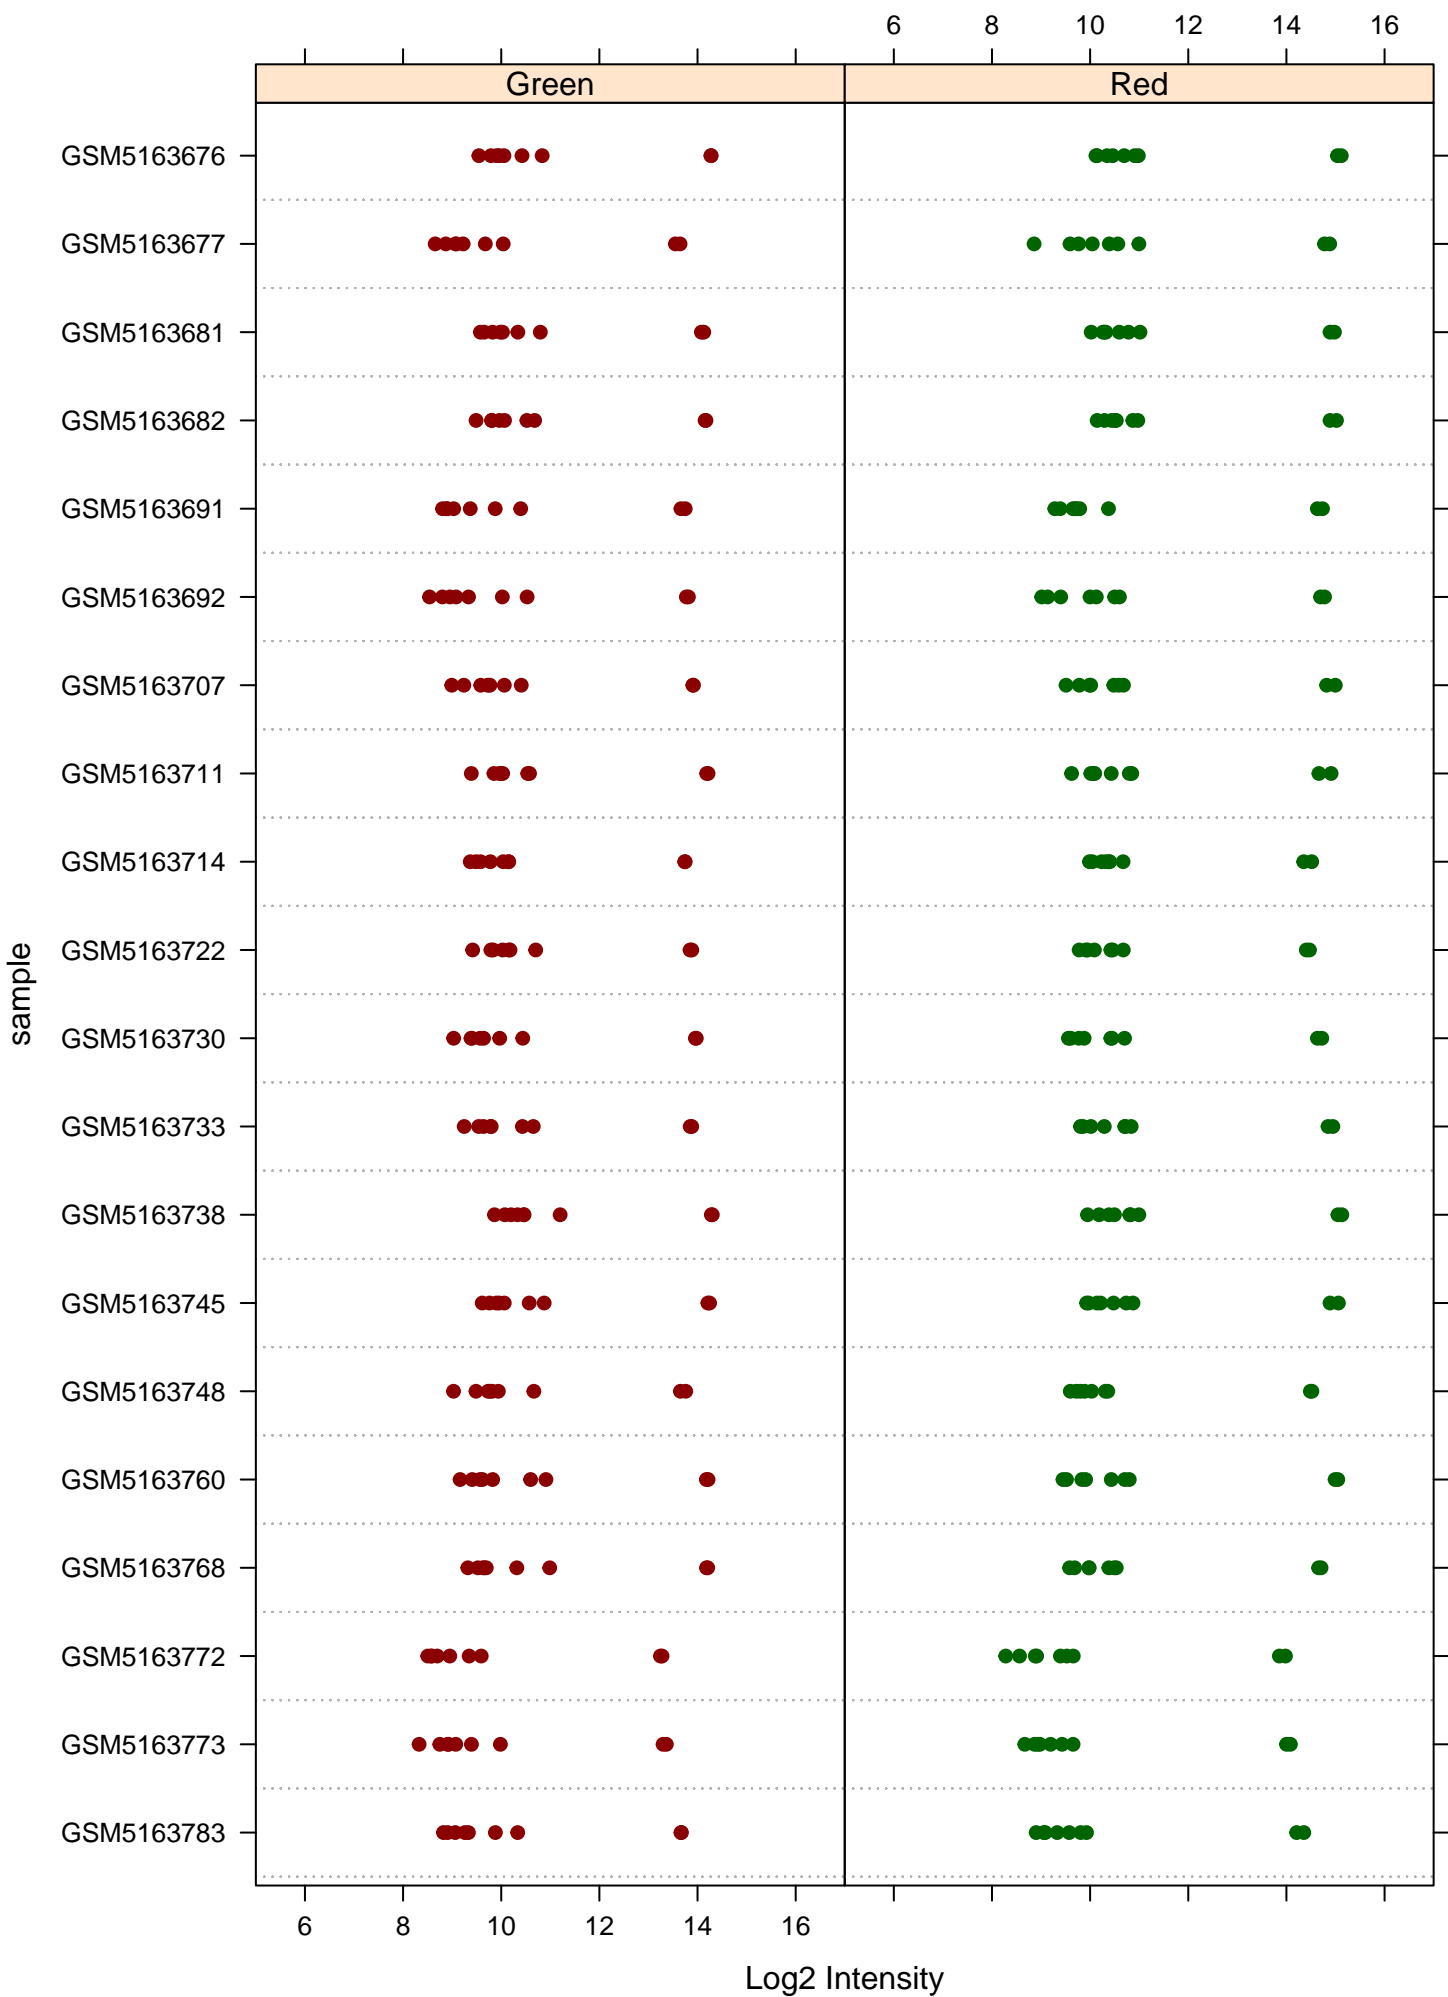 6 8 10 12 14 16
Green Red
GSM5163676
GSM5163677
GSM5163681
GSM5163682
GSM5163691
GSM5163692
GSM5163707
GSM5163711
GSM5163714
GSM5163722
GSM5163730
GSM5163733
GSM5163738
GSM5163745
GSM5163748
GSM5163760
GSM5163768
GSM5163772
GSM5163773
GSM5163783
sample
6 8 10 12 14 16
Log2 Intensity